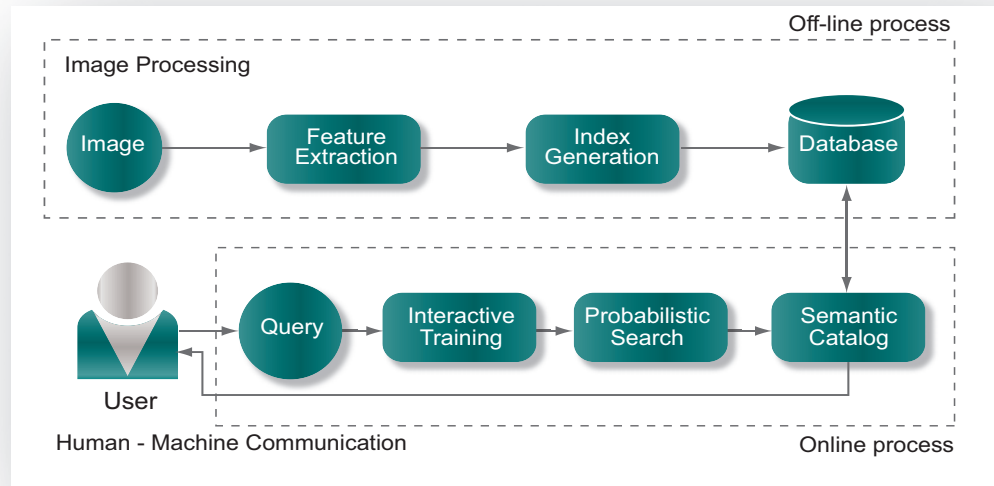 Off-line process
Image Processing
Image
Feature
Extraction
Index
Generation
Database
Query
Interactive
Training
Probabilistic
Search
Semantic
Catalog
User
Human - Machine Communication
Online process